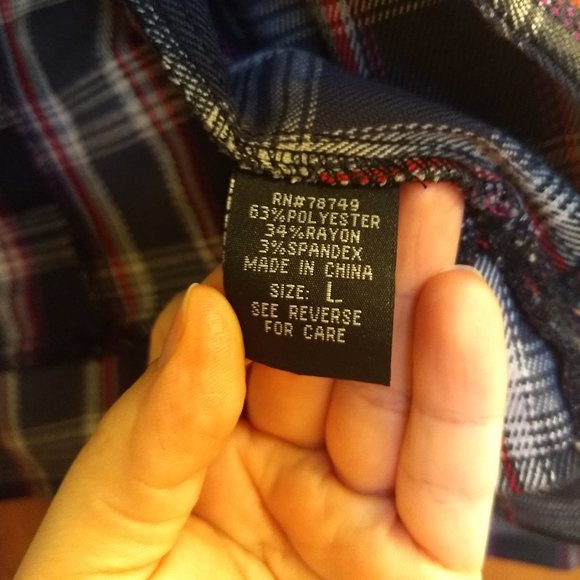 RN#78749
63%POLYESTER
34%RAYON
3%SPANDEX
MADE IN CHINA
SIZE: L
SEE REVERSE
FOR CARE